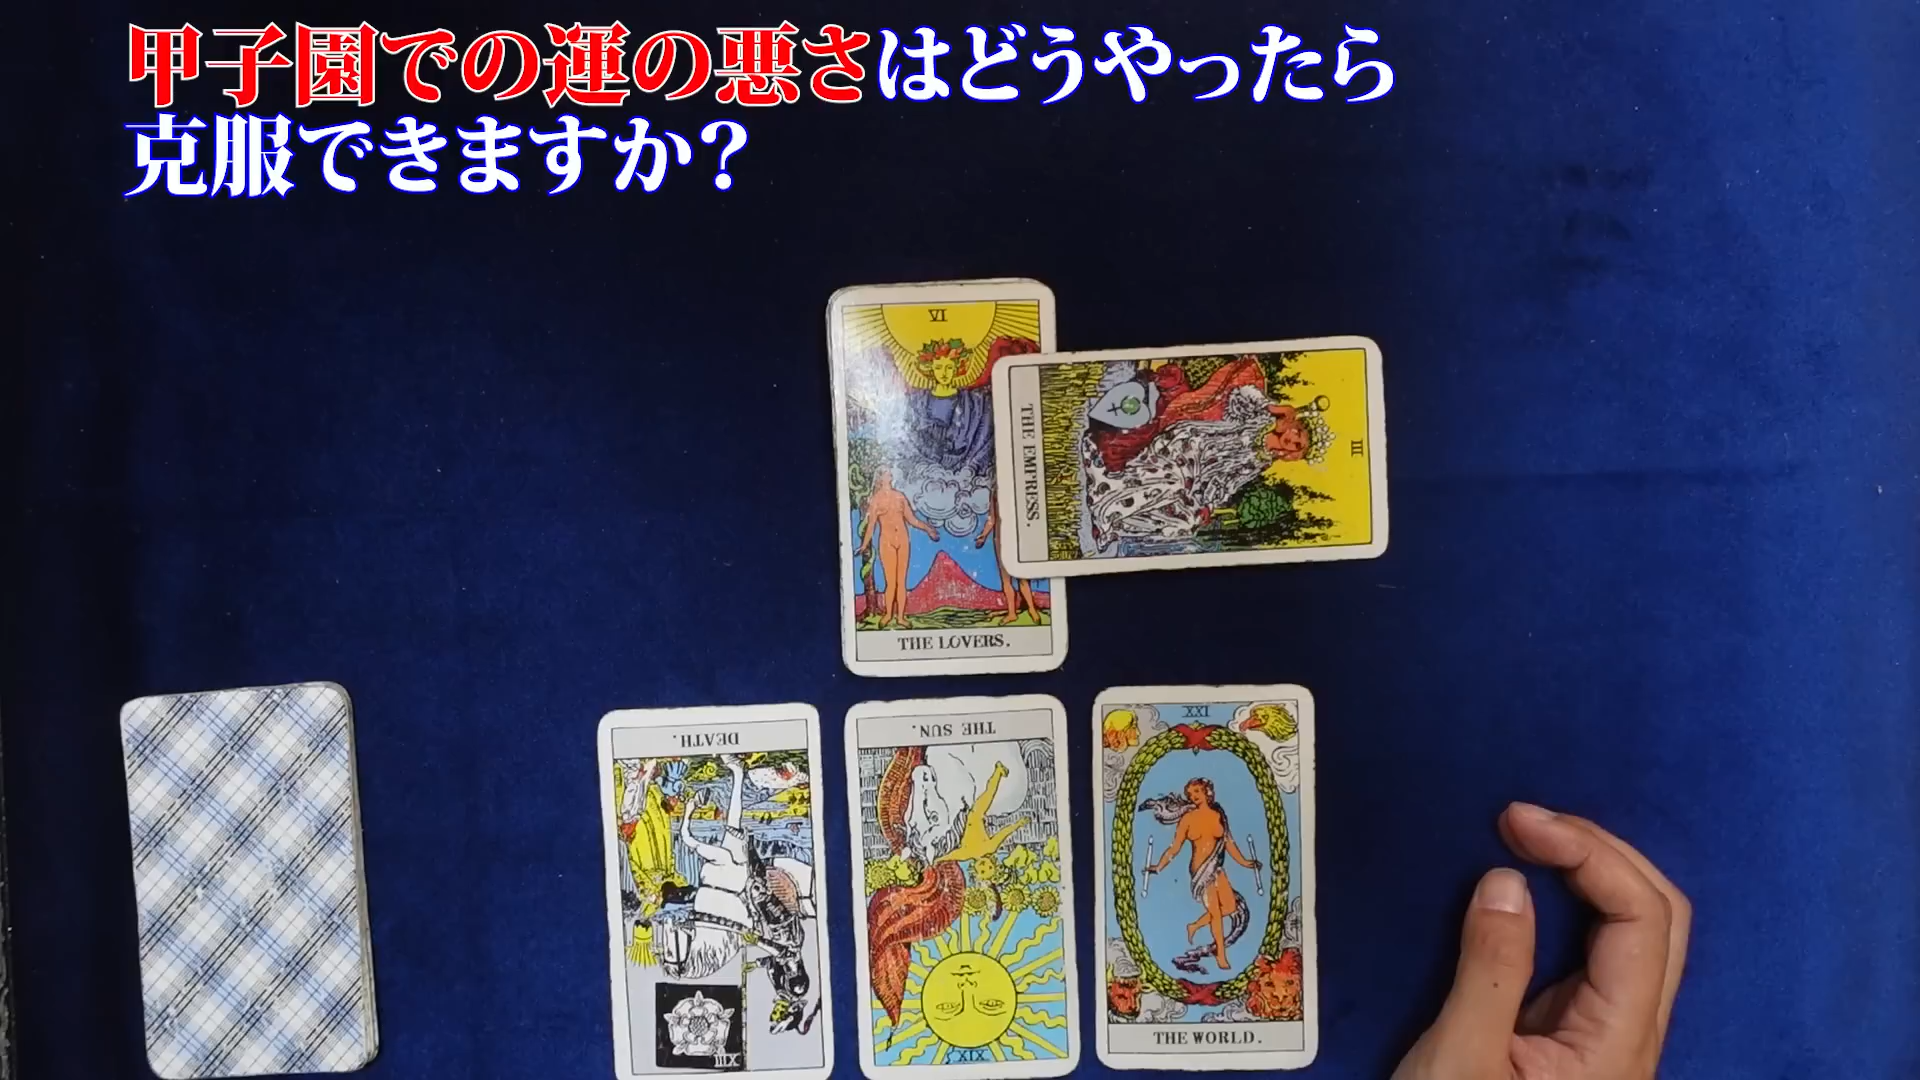 甲子園での運の悪さはどうやったら
克服できますか？
VI
THE LOVERS.
III
THE EMPRESS.
DEATH.
XIII
THE SUN.
XIX
XXI
THE WORLD.